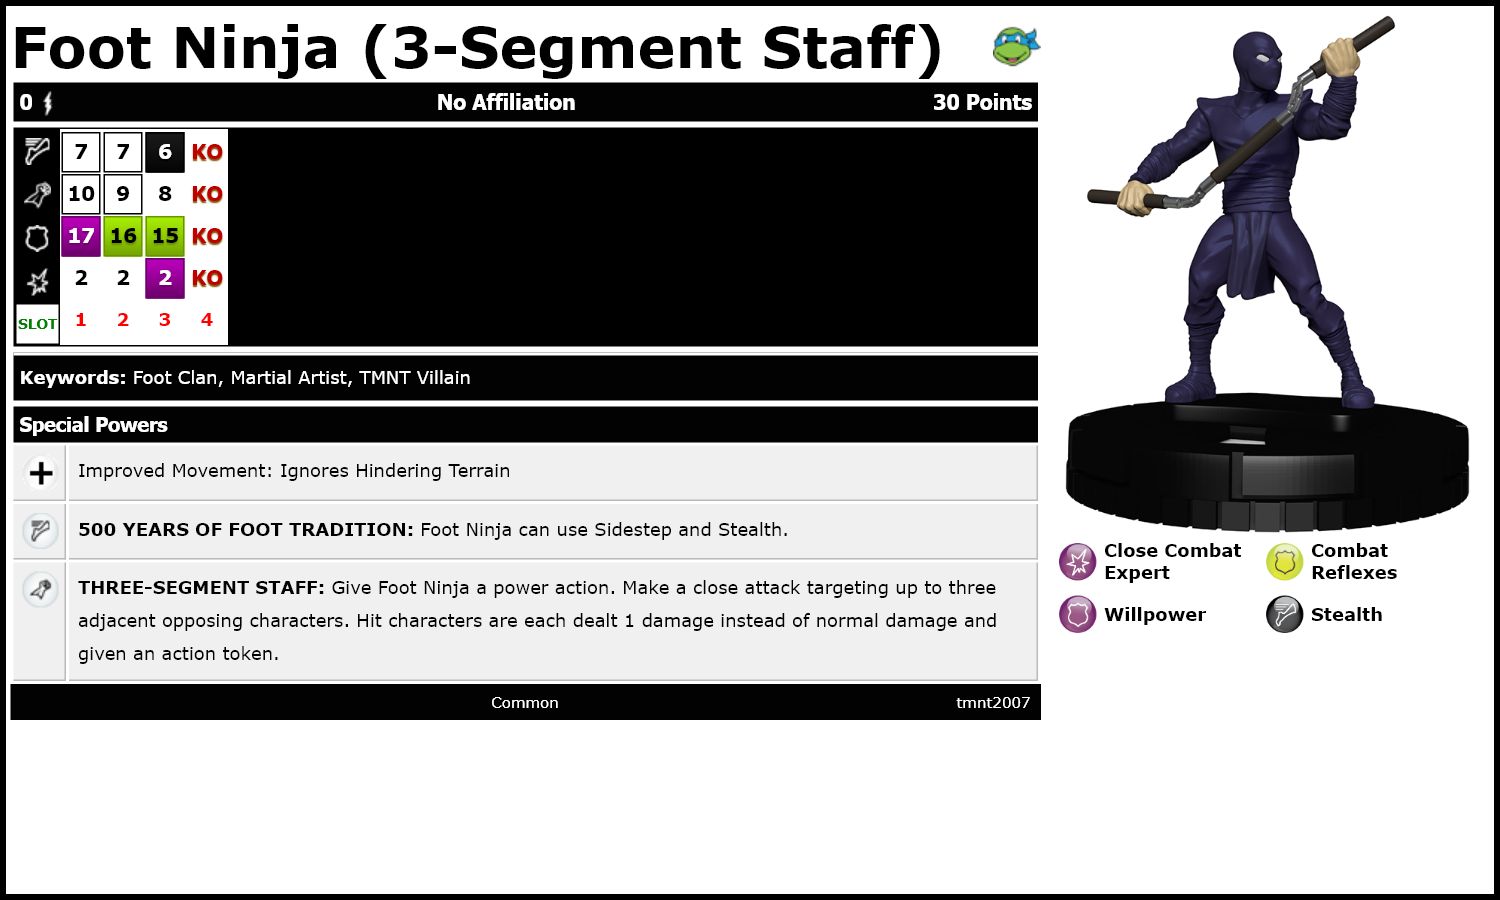 Foot Ninja (3-Segment Staff)
0 No Affiliation 30 Points
7 7 6 KO
10 9 8 KO
17 16 15 KO
2 2 2 KO
SLOT 1 2 3 4
Keywords: Foot Clan, Martial Artist, TMNT Villain
Special Powers
Improved Movement: Ignores Hindering Terrain
500 YEARS OF FOOT TRADITION: Foot Ninja can use Sidestep and Stealth.
THREE-SEGMENT STAFF: Give Foot Ninja a power action. Make a close attack targeting up to three
adjacent opposing characters. Hit characters are each dealt 1 damage instead of normal damage and
given an action token.
Common tmnt2007
Close Combat
Expert
Combat
Reflexes
Willpower
Stealth